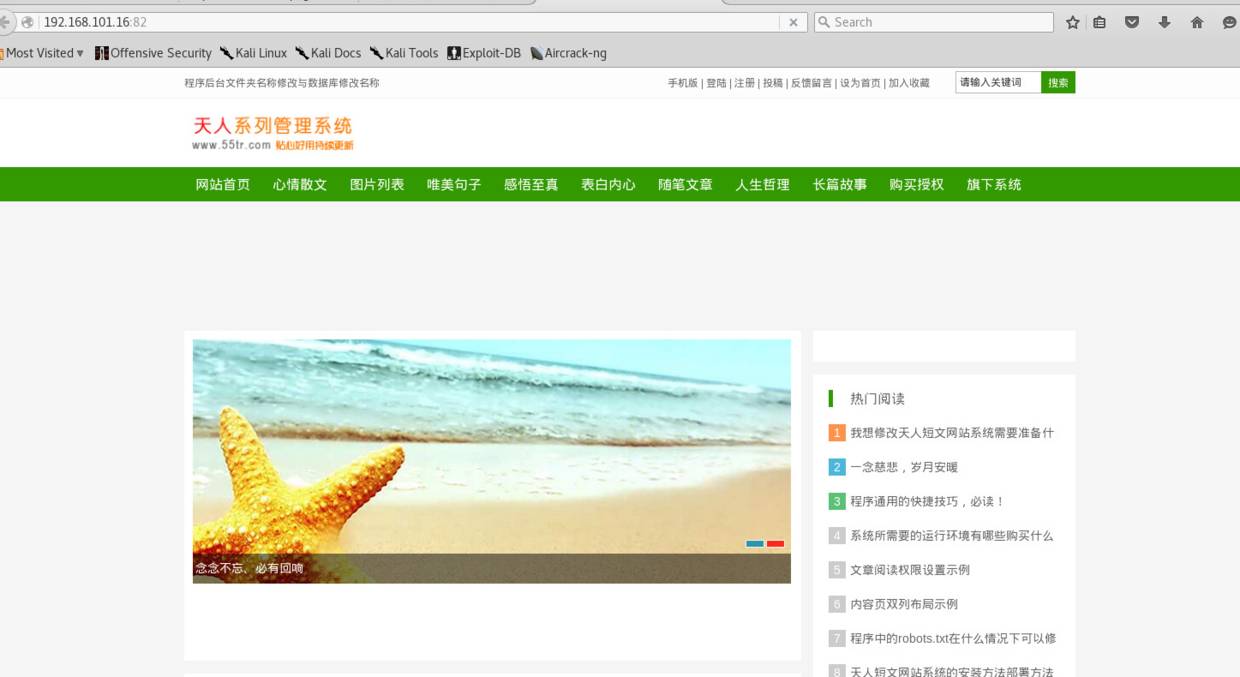 192.168.101.16:82
Search
Most Visited Offensive Security Kali Linux Kali Docs Kali Tools Exploit-DB Aircrack-ng
程序后台文件夹名称修改与数据库修改名称
手机版 | 登陆 | 注册 | 投稿 | 反馈留言 | 设为首页 | 加入收藏
请输入关键词 搜索
天人系列管理系统
www.55tr.com 贴心好用持续更新
网站首页 心情散文 图片列表 唯美句子 感悟至真 表白内心 随笔文章 人生哲理 长篇故事 购买授权 旗下系统
念念不忘、必有回响
热门阅读
1 我想修改天人短文网站系统需要准备什
2 一念慈悲，岁月安暖
3 程序通用的快捷技巧，必读！
4 系统所需要的运行环境有哪些购买什么
5 文章阅读权限设置示例
6 内容页双列布局示例
7 程序中的robots.txt在什么情况下可以修
8 天人短文网站系统的安装方法部署方法